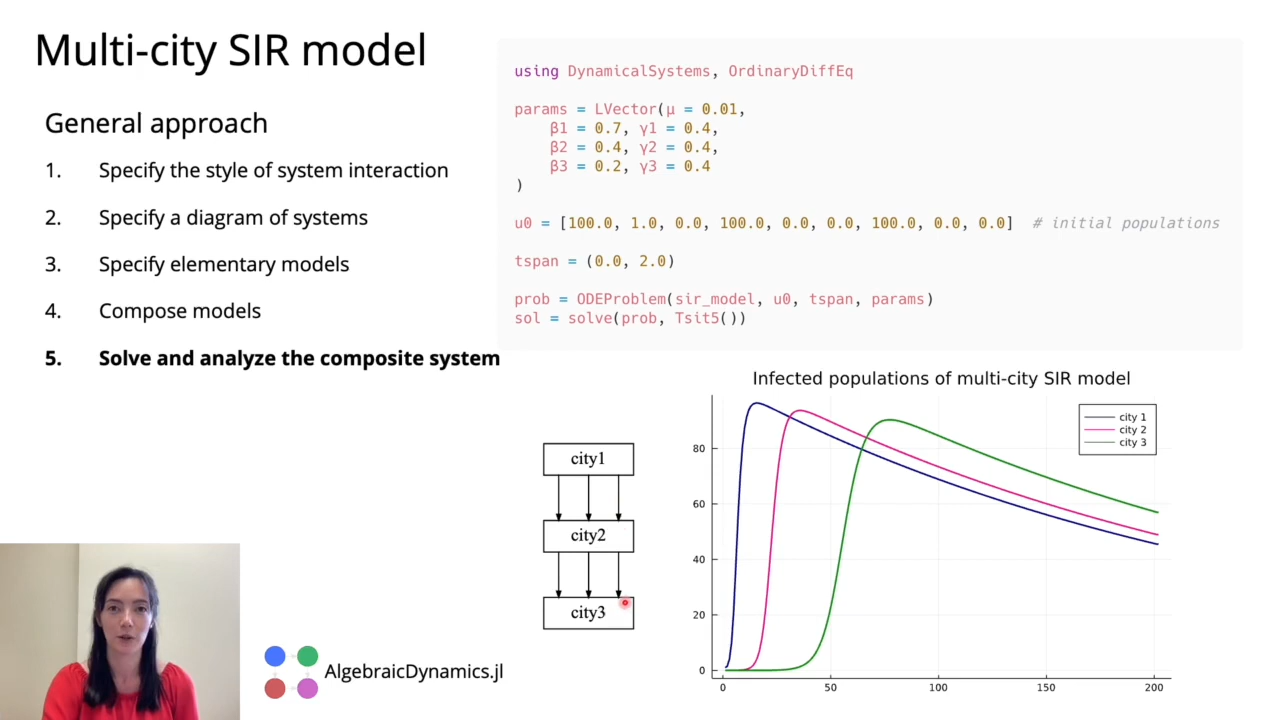 Multi-city SIR model
General approach
1. Specify the style of system interaction
2. Specify a diagram of systems
3. Specify elementary models
4. Compose models
5. Solve and analyze the composite system
using DynamicalSystems, OrdinaryDiffEq
params = LVector(μ = 0.01,
β1 = 0.7, γ1 = 0.4,
β2 = 0.4, γ2 = 0.4,
β3 = 0.2, γ3 = 0.4
)
u0 = [100.0, 1.0, 0.0, 100.0, 0.0, 0.0, 100.0, 0.0, 0.0] # initial populations
tspan = (0.0, 2.0)
prob = ODEProblem(sir_model, u0, tspan, params)
sol = solve(prob, Tsit5())
city1
city2
city3
Infected populations of multi-city SIR model
city 1
city 2
city 3
80
60
40
20
0
0 50 100 150 200
AlgebraicDynamics.jl